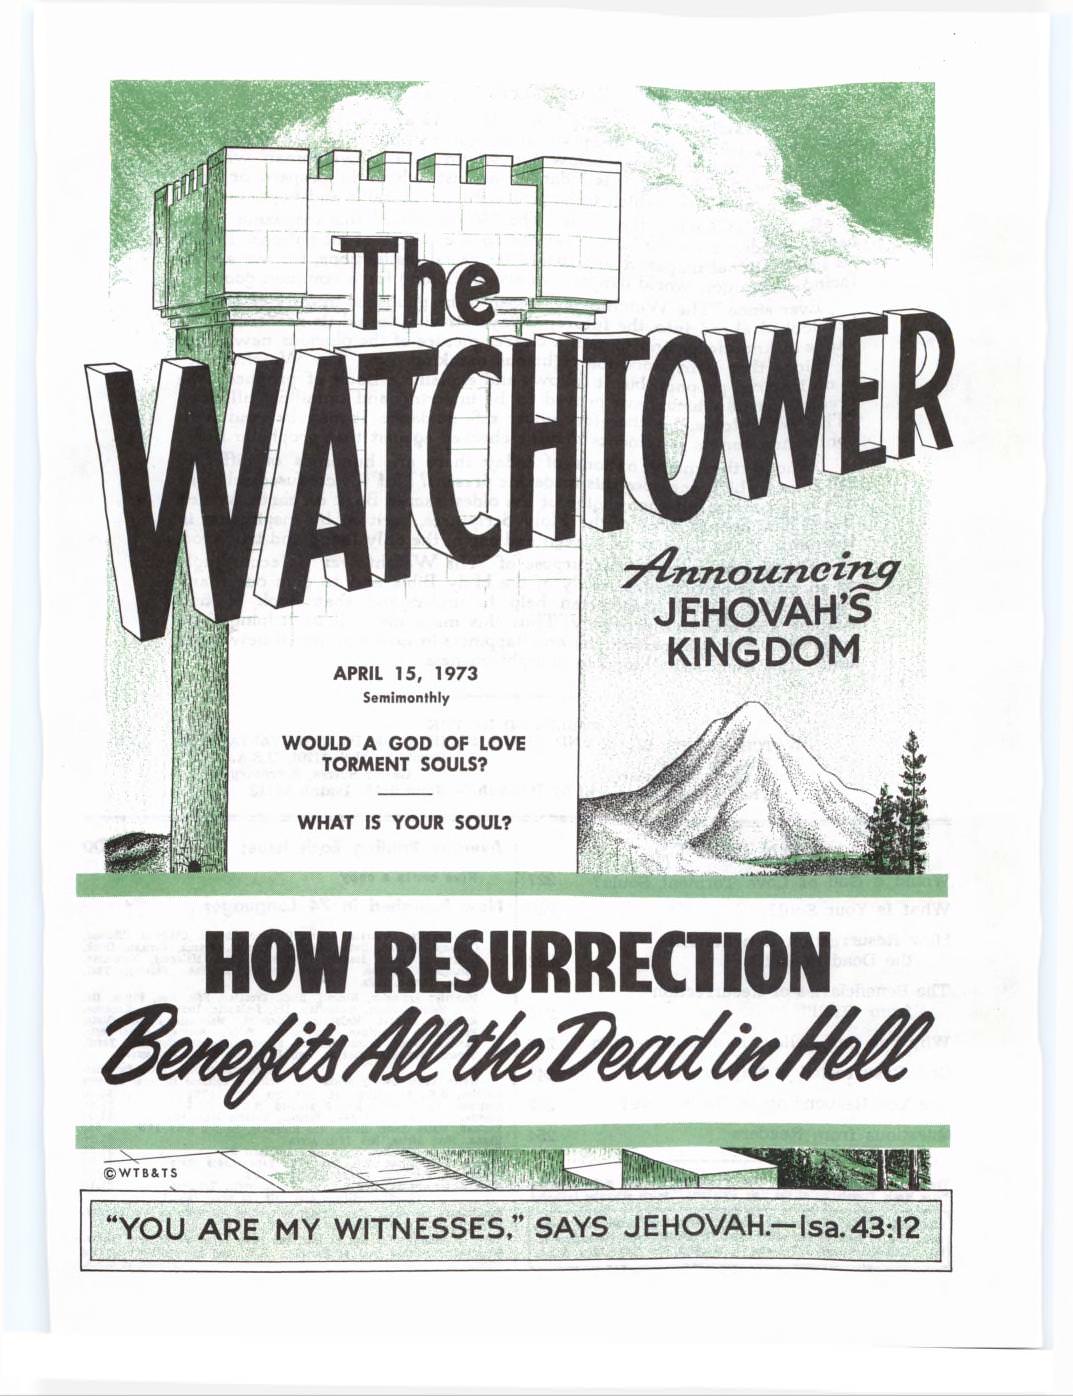 The
WATCHTOWER
Announcing
JEHOVAH'S
KINGDOM
APRIL 15, 1973
Semimonthly
WOULD A GOD OF LOVE
TORMENT SOULS?
WHAT IS YOUR SOUL?
HOW RESURRECTION
Benefits All the Dead in Hell
©WTB&TS
“YOU ARE MY WITNESSES,” SAYS JEHOVAH.—Isa. 43:12